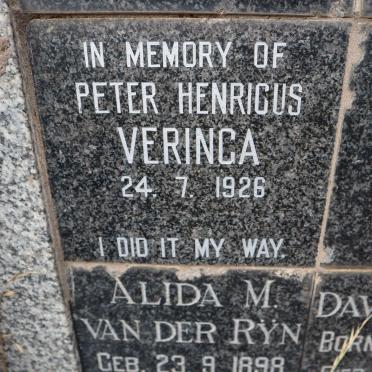 IN MEMORY OF
PETER HENRICUS
VERINGA
24. 7. 1926
I DID IT MY WAY.
ALIDA M.
VAN DER RŸN
GEB. 23.9.1898
DAV
BORN